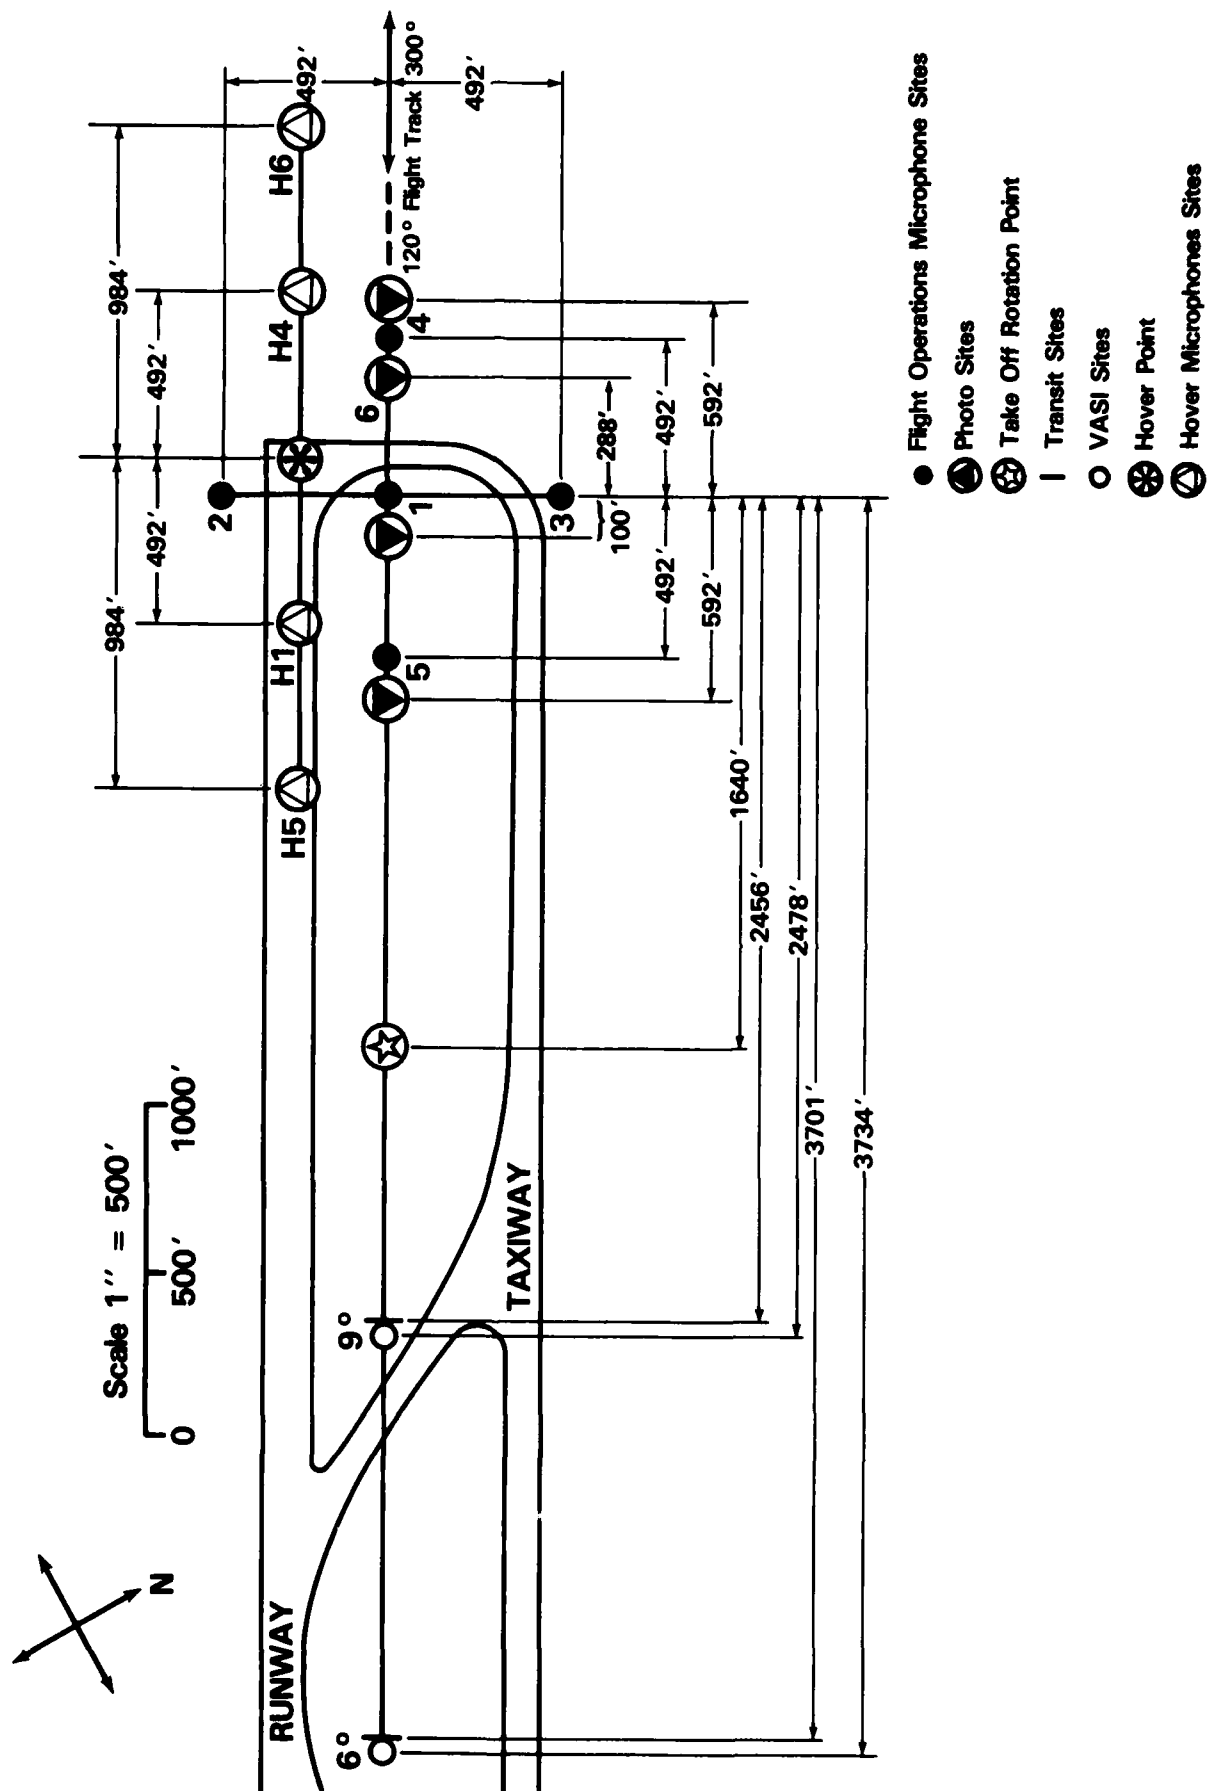 Scale 1″ = 500′
0
500′
1000′
N
RUNWAY
TAXIWAY
6°
9°
H5
H1
H4
H6
2
1
3
5
6
4
120° Flight Track 300°
984′
984′
492′
492′
492′
492′
100′
288′
492′
492′
592′
592′
1640′
2456′
2478′
3701′
3734′
Flight Operations Microphone Sites
Photo Sites
Take Off Rotation Point
Transit Sites
VASI Sites
Hover Point
Hover Microphones Sites